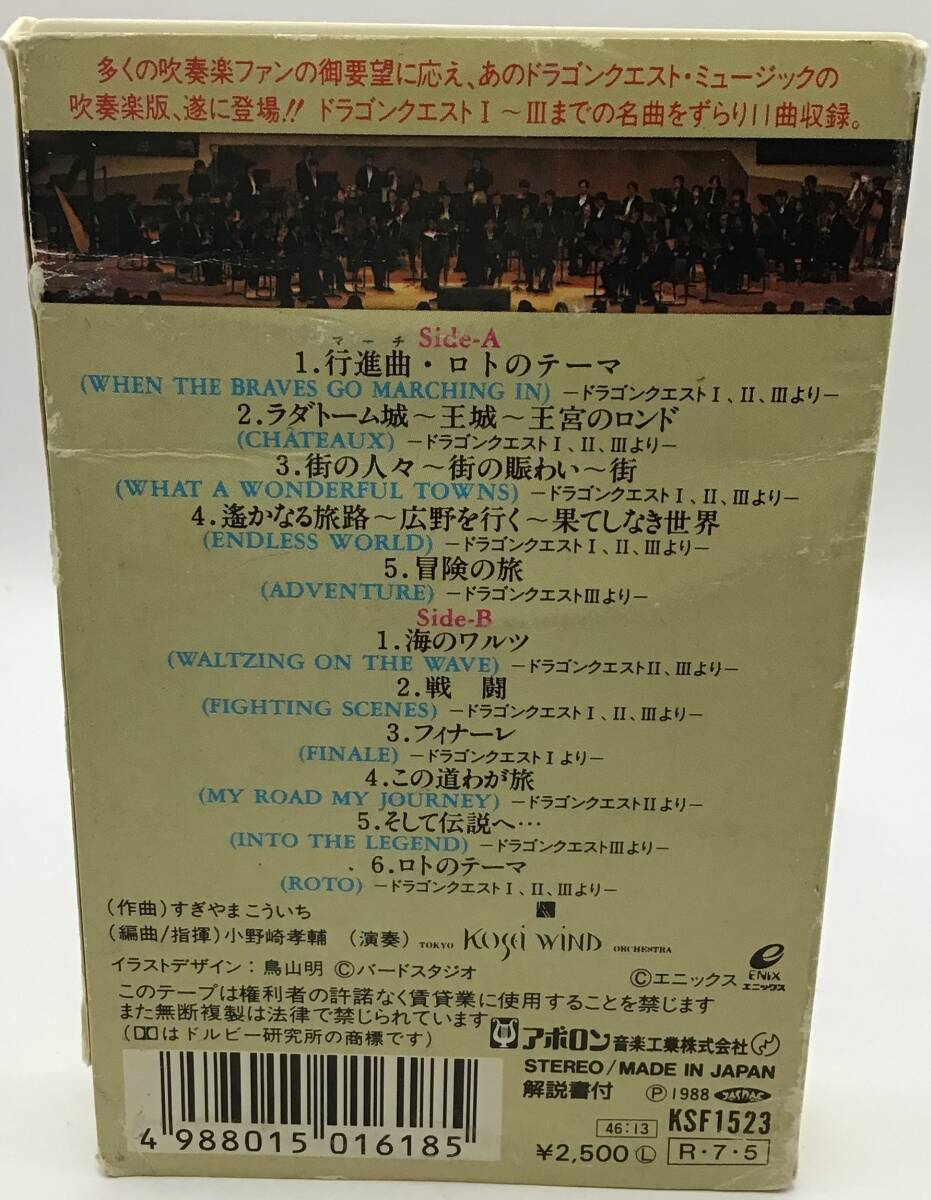 多くの吹奏楽ファンの御要望に応え、あのドラゴンクエスト・ミュージックの
吹奏楽版、遂に登場!! ドラゴンクエストⅠ〜Ⅲまでの名曲をずらり11曲収録。
Side-A
マーチ
1.行進曲・ロトのテーマ
(WHEN THE BRAVES GO MARCHING IN) —ドラゴンクエストⅠ、Ⅱ、Ⅲより—
2.ラダトーム城〜王城〜王宮のロンド
(CHÂTEAUX) —ドラゴンクエストⅠ、Ⅱ、Ⅲより—
3.街の人々〜街の賑わい〜街
(WHAT A WONDERFUL TOWNS) —ドラゴンクエストⅠ、Ⅱ、Ⅲより—
4.遙かなる旅路〜広野を行く〜果てしなき世界
(ENDLESS WORLD) —ドラゴンクエストⅠ、Ⅱ、Ⅲより—
5.冒険の旅
(ADVENTURE) —ドラゴンクエストⅢより—
Side-B
1.海のワルツ
(WALTZING ON THE WAVE) —ドラゴンクエストⅡ、Ⅲより—
2.戦　闘
(FIGHTING SCENES) —ドラゴンクエストⅠ、Ⅱ、Ⅲより—
3.フィナーレ
(FINALE) —ドラゴンクエストⅠより—
4.この道わが旅
(MY ROAD MY JOURNEY) —ドラゴンクエストⅡより—
5.そして伝説へ…
(INTO THE LEGEND) —ドラゴンクエストⅢより—
6.ロトのテーマ
(ROTO) —ドラゴンクエストⅠ、Ⅱ、Ⅲより—
(作曲)すぎやまこういち
(編曲/指揮)小野崎孝輔 (演奏) TOKYO KOSEI WIND ORCHESTRA
イラストデザイン:鳥山明 ©バードスタジオ
©エニックス
ENIX
エニックス
このテープは権利者の許諾なく賃貸業に使用することを禁じます
また無断複製は法律で禁じられています
(はドルビー研究所の商標です)
アポロン音楽工業株式会社
STEREO/MADE IN JAPAN
解説書付 Ⓟ1988 JASRAC
46:13 KSF1523
¥2,500 Ⓛ R・7・5
4 988015 016185